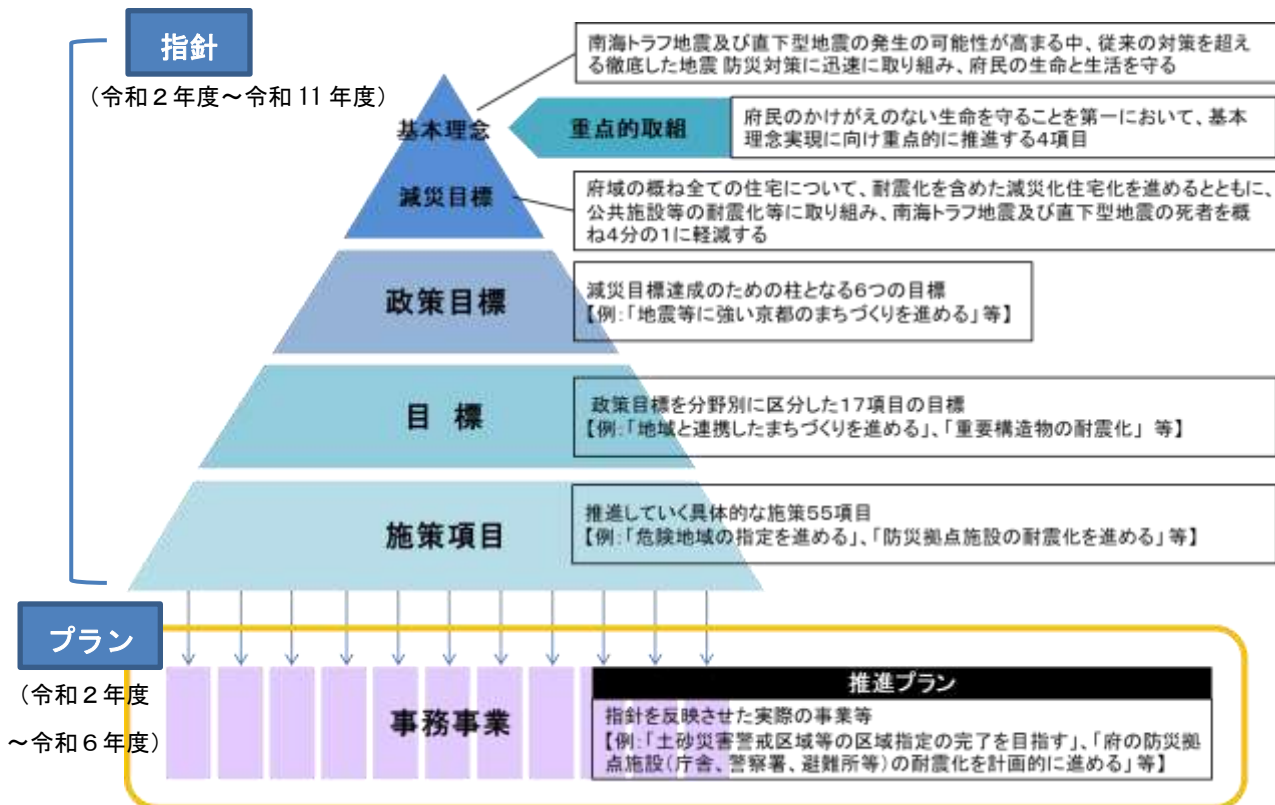 指針
(令和2年度～令和11年度)
南海トラフ地震及び直下型地震の発生の可能性が高まる中、従来の対策を超え
る徹底した地震 防災対策に迅速に取り組み、府民の生命と生活を守る
基本理念
重点的取組
府民のかけがえのない生命を守ることを第一において、基本
理念実現に向け重点的に推進する4項目
減災目標
府域の概ね全ての住宅について、耐震化を含めた減災化住宅化を進めるとともに、
公共施設等の耐震化等に取り組み、南海トラフ地震及び直下型地震の死者を概
ね4分の1に軽減する
政策目標
減災目標達成のための柱となる6つの目標
【例:「地震等に強い京都のまちづくりを進める」等】
目 標
政策目標を分野別に区分した17項目の目標
【例:「地域と連携したまちづくりを進める」、「重要構造物の耐震化」 等】
施策項目
推進していく具体的な施策55項目
【例:「危険地域の指定を進める」、「防災拠点施設の耐震化を進める」等】
プラン
(令和2年度
～令和6年度)
事務事業
推進プラン
指針を反映させた実際の事業等
【例:「土砂災害警戒区域等の区域指定の完了を目指す」、「府の防災拠
点施設(庁舎、警察署、避難所等)の耐震化を計画的に進める」等】